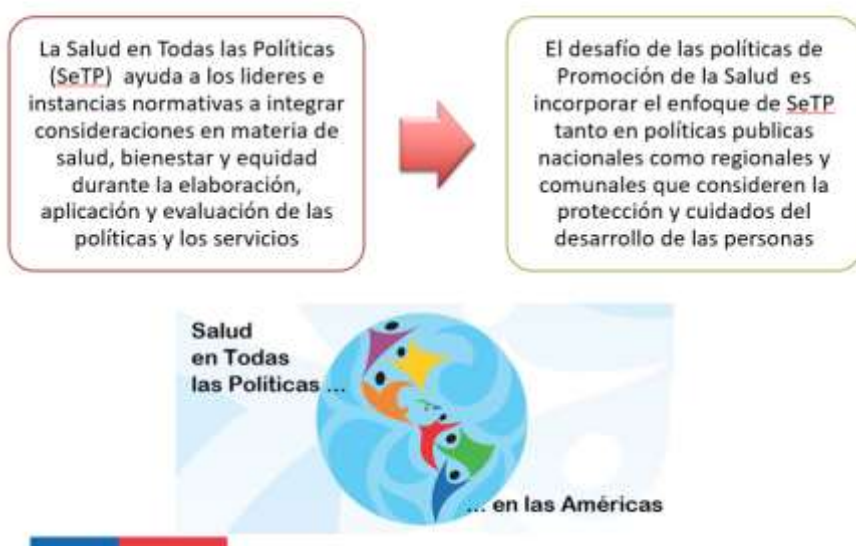 La Salud en Todas las Políticas
(SeTP) ayuda a los lideres e
instancias normativas a integrar
consideraciones en materia de
salud, bienestar y equidad
durante la elaboración,
aplicación y evaluación de las
políticas y los servicios
El desafío de las políticas de
Promoción de la Salud es
incorporar el enfoque de SeTP
tanto en políticas publicas
nacionales como regionales y
comunales que consideren la
protección y cuidados del
desarrollo de las personas
Salud
en Todas
las Políticas ...
... en las Américas